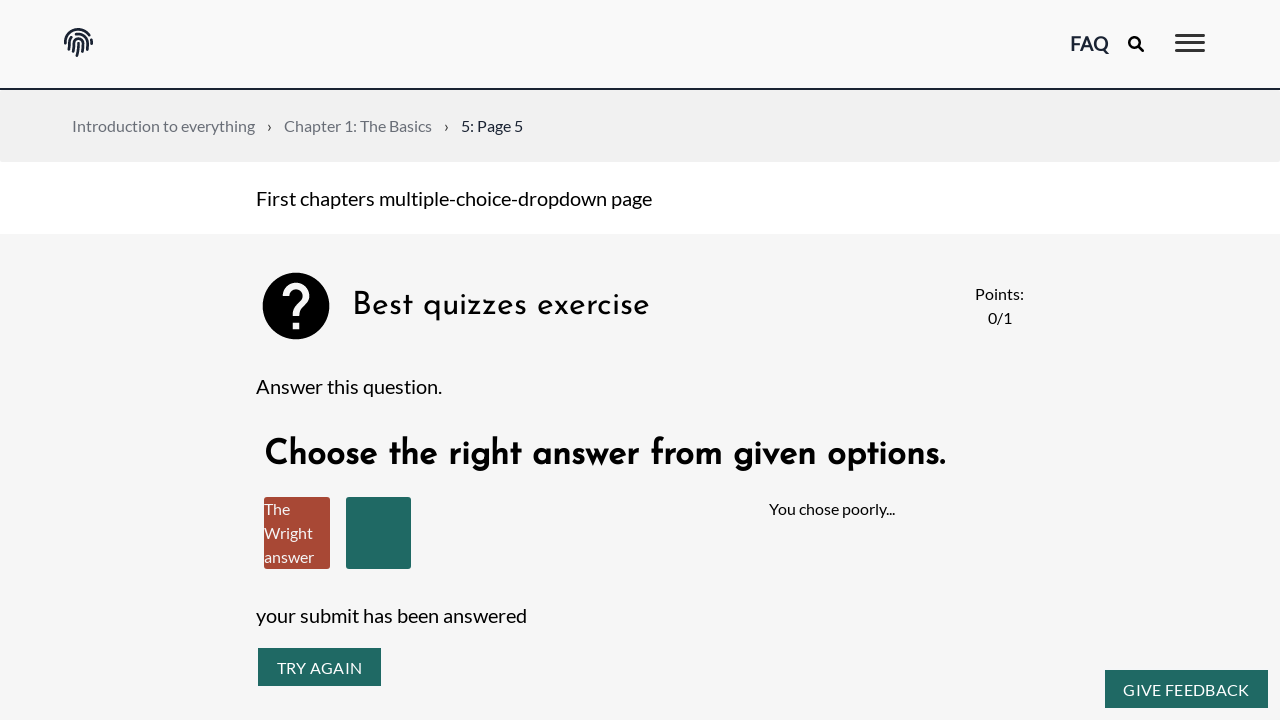 FAQ
Introduction to everything › Chapter 1: The Basics › 5: Page 5
First chapters multiple-choice-dropdown page
Best quizzes exercise
Points:
0/1
Answer this question.
Choose the right answer from given options.
The
Wright
answer
You chose poorly...
your submit has been answered
TRY AGAIN
GIVE FEEDBACK